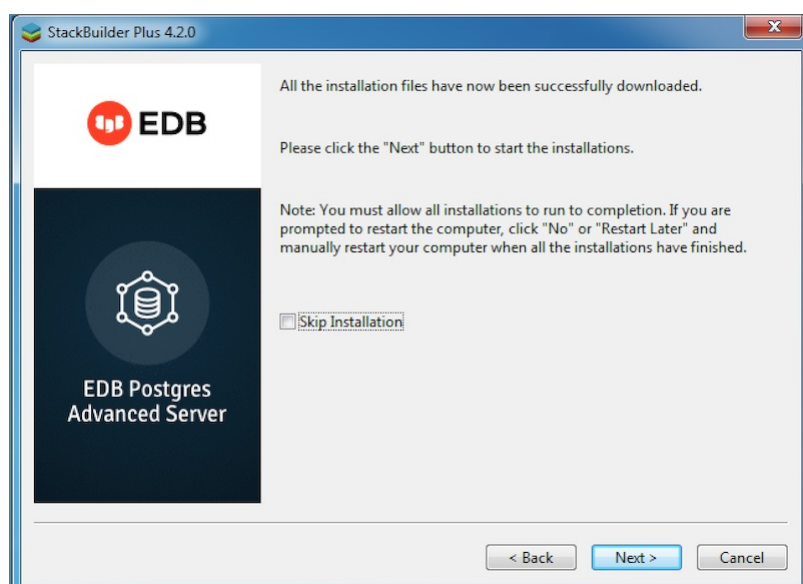 StackBuilder Plus 4.2.0
EDB
EDB Postgres
Advanced Server
All the installation files have now been successfully downloaded.
Please click the "Next" button to start the installations.
Note: You must allow all installations to run to completion. If you are
prompted to restart the computer, click "No" or "Restart Later" and
manually restart your computer when all the installations have finished.
Skip Installation
< Back
Next >
Cancel